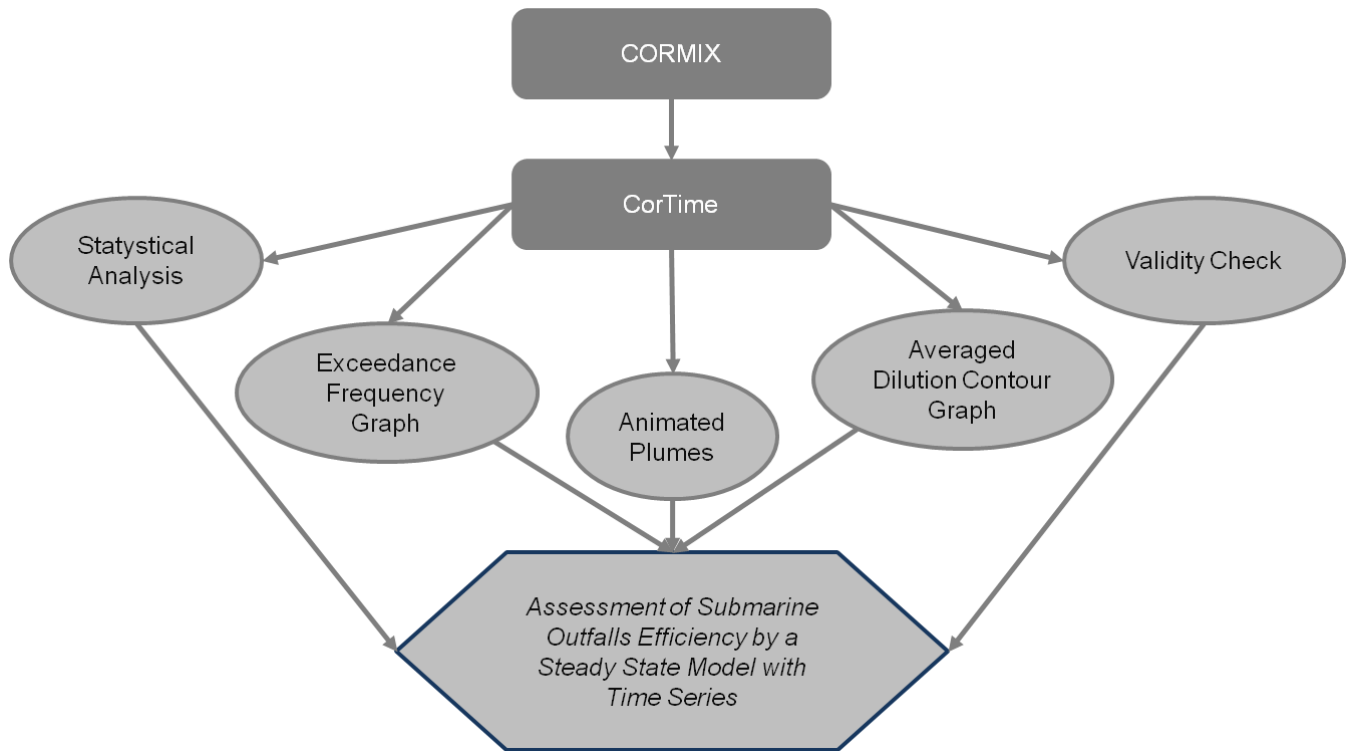 CORMIX
CorTime
Statystical
Analysis
Validity Check
Exceedance
Frequency
Graph
Animated
Plumes
Averaged
Dilution Contour
Graph
Assessment of Submarine
Outfalls Efficiency by a
Steady State Model with
Time Series